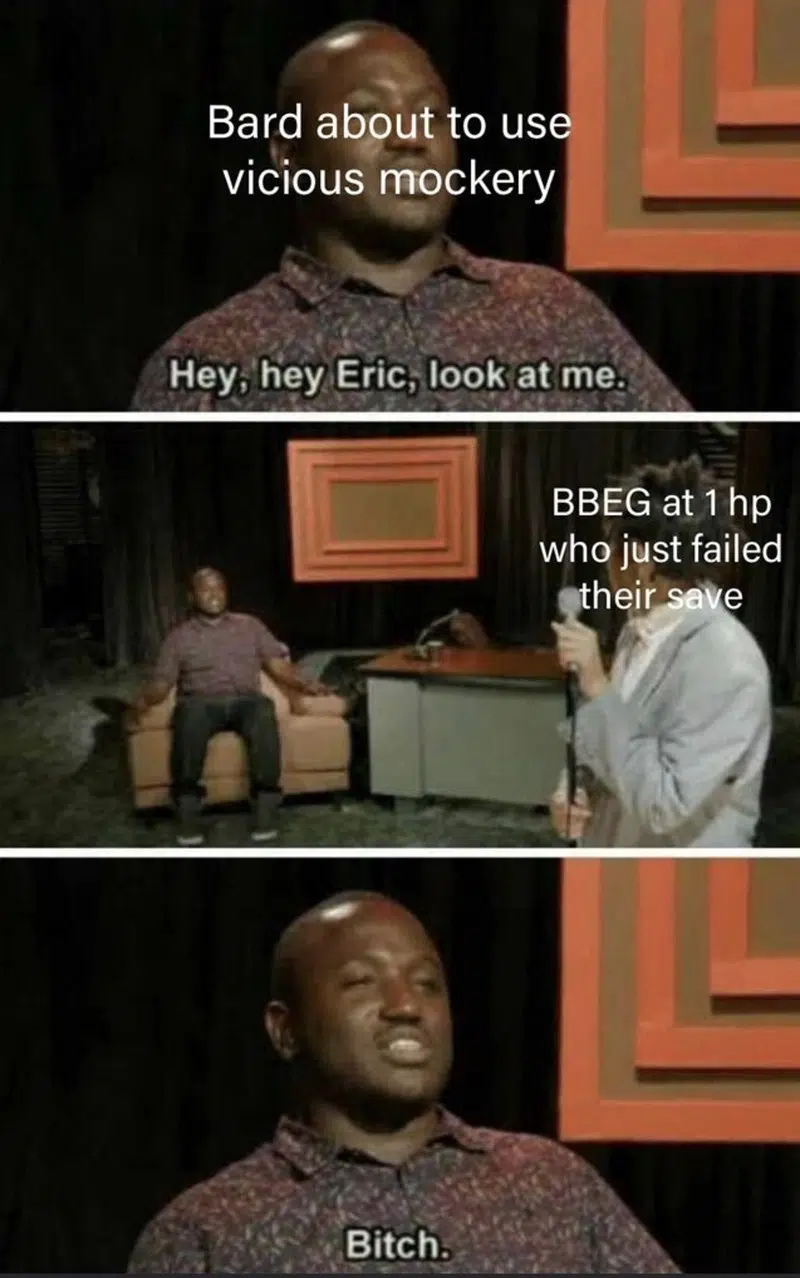 Bard about to use
vicious mockery
Hey, hey Eric, look at me.
BBEG at 1 hp
who just failed
their save
Bitch.